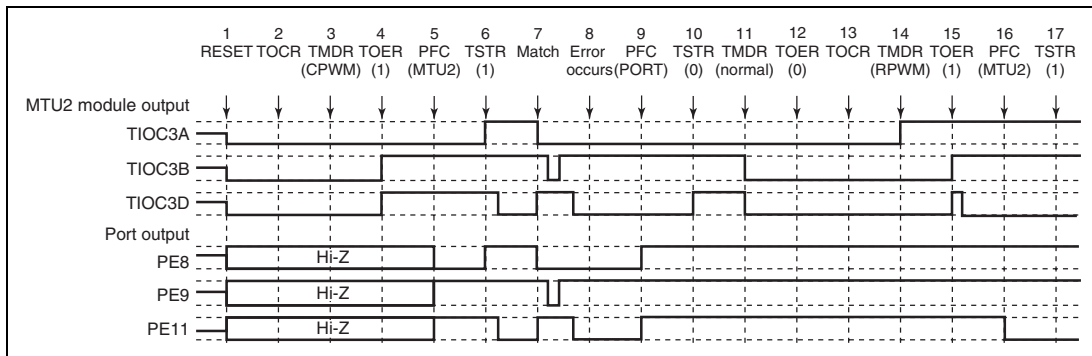 1 2 3 4 5 6 7 8 9 10 11 12 13 14 15 16 17
RESET TOCR TMDR TOER PFC TSTR Match Error PFC TSTR TMDR TOER TOCR TMDR TOER PFC TSTR
(CPWM) (1) (MTU2) (1) occurs (PORT) (0) (normal) (0) (RPWM) (1) (MTU2) (1)
MTU2 module output
TIOC3A
TIOC3B
TIOC3D
Port output
PE8 Hi-Z
PE9 Hi-Z
PE11 Hi-Z